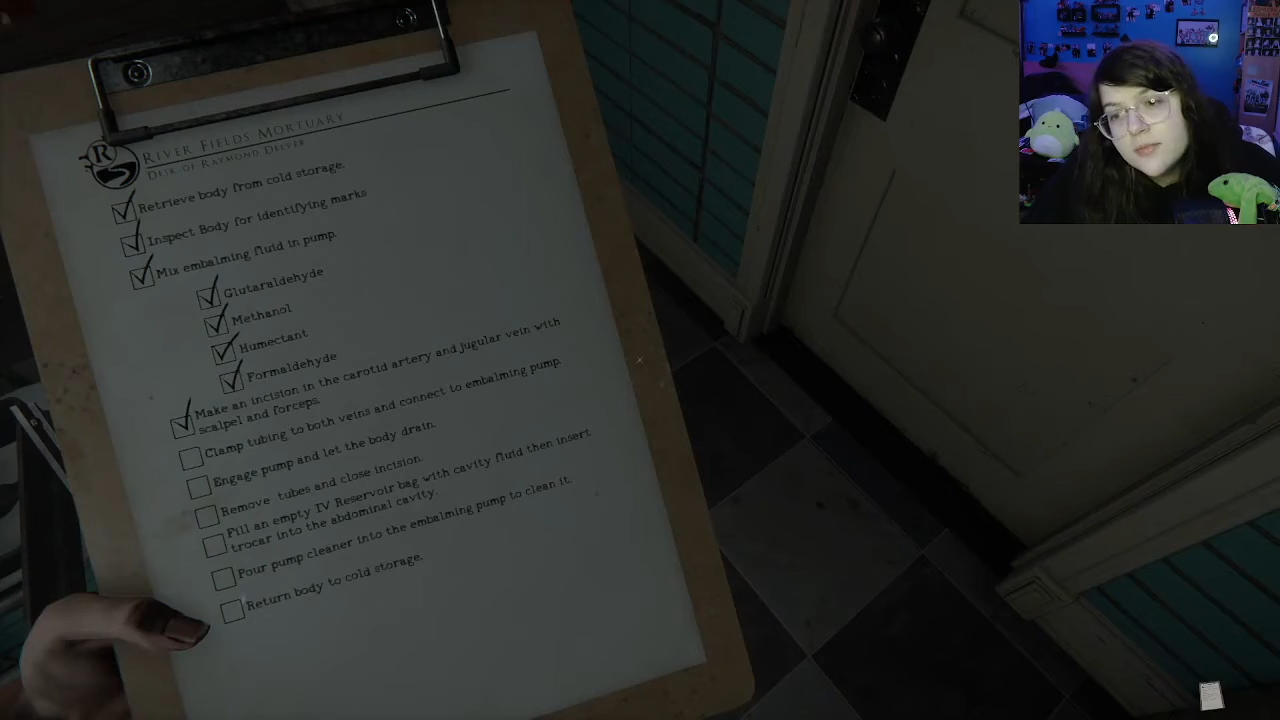 RIVER FIELDS MORTUARY
DESK OF RAYMOND DELVER
Retrieve body from cold storage.
Inspect Body for identifying marks
Mix embalming fluid in pump.
Glutaraldehyde
Methanol
Humectant
Formaldehyde
Make an incision in the carotid artery and jugular vein with
scalpel and forceps.
Clamp tubing to both veins and connect to embalming pump.
Engage pump and let the body drain.
Remove tubes and close incision.
Fill an empty IV Reservoir bag with cavity fluid then insert
trocar into the abdominal cavity.
Pour pump cleaner into the embalming pump to clean it.
Return body to cold storage.